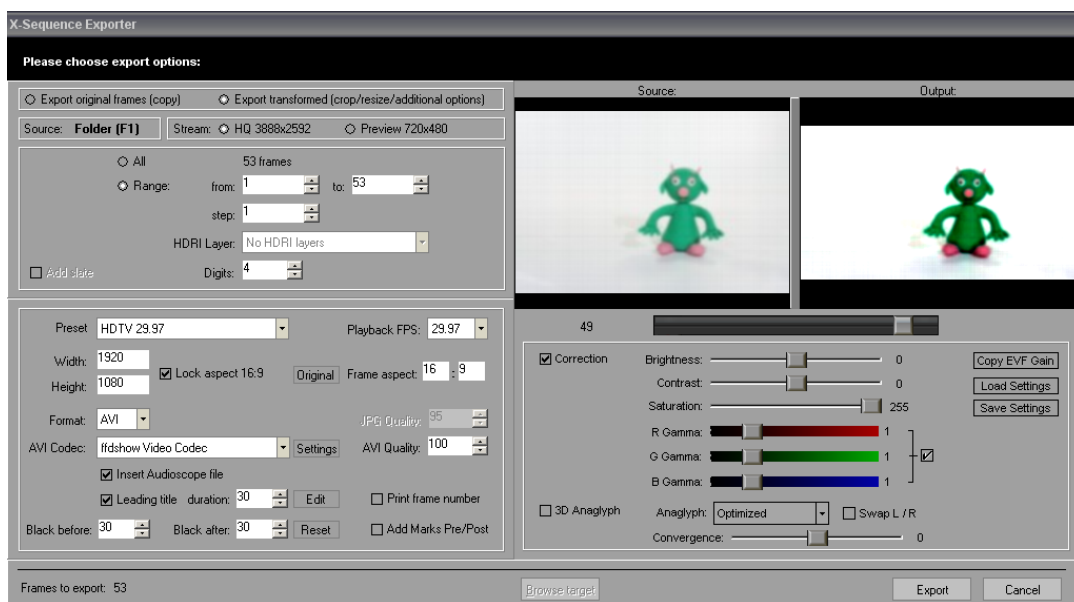 X-Sequence Exporter
Please choose export options:
Export original frames (copy) Export transformed (crop/resize/additional options)
Source: Folder (F1) Stream: HQ 3888x2592 Preview 720x480
All 53 frames
Range: from: 1 to: 53
step: 1
HDRI Layer: No HDRI layers
Add slate Digits: 4
Preset HDTV 29.97 Playback FPS: 29.97
Width: 1920
Lock aspect 16:9 Original Frame aspect: 16 : 9
Height: 1080
Format: AVI JPG Quality: 95
AVI Codec: ffdshow Video Codec Settings AVI Quality: 100
Insert Audioscope file
Leading title duration: 30 Edit Print frame number
Black before: 30 Black after: 30 Reset Add Marks Pre/Post
Source: Output:
49
Correction Brightness: 0 Copy EVF Gain
Contrast: 0 Load Settings
Saturation: 255 Save Settings
R Gamma: 1
G Gamma: 1
B Gamma: 1
3D Anaglyph Anaglyph: Optimized Swap L / R
Convergence: 0
Frames to export: 53 Browse target Export Cancel